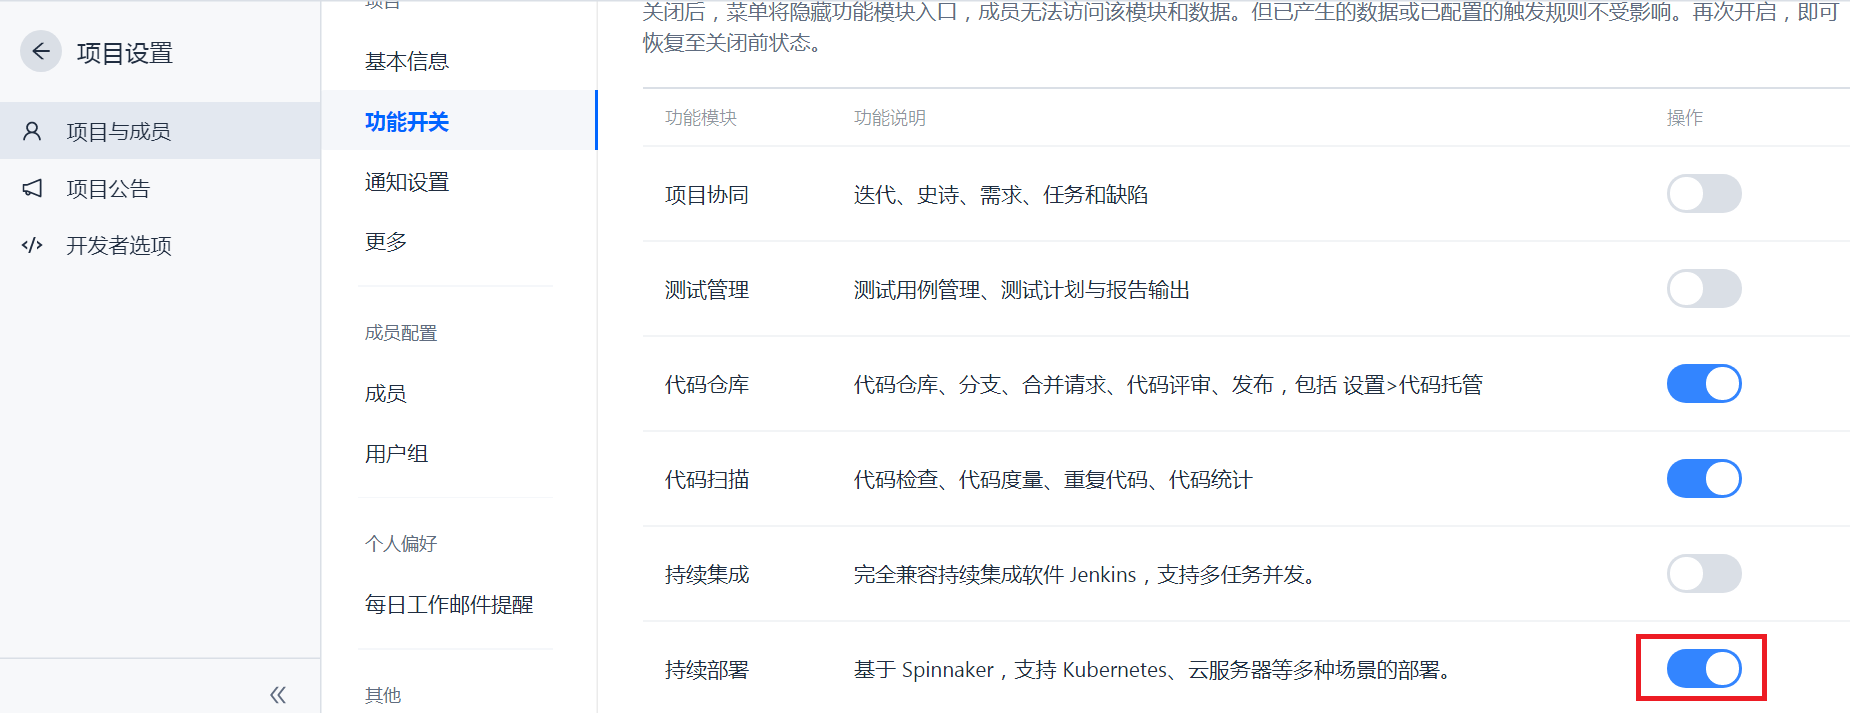 项目设置
项目与成员
项目公告
开发者选项
项目
基本信息
功能开关
通知设置
更多
成员配置
成员
用户组
个人偏好
每日工作邮件提醒
其他
关闭后，菜单将隐藏功能模块入口，成员无法访问该模块和数据。但已产生的数据或已配置的触发规则不受影响。再次开启，即可
恢复至关闭前状态。
功能模块 功能说明 操作
项目协同 迭代、史诗、需求、任务和缺陷
测试管理 测试用例管理、测试计划与报告输出
代码仓库 代码仓库、分支、合并请求、代码评审、发布，包括 设置>代码托管
代码扫描 代码检查、代码度量、重复代码、代码统计
持续集成 完全兼容持续集成软件 Jenkins，支持多任务并发。
持续部署 基于 Spinnaker，支持 Kubernetes、云服务器等多种场景的部署。